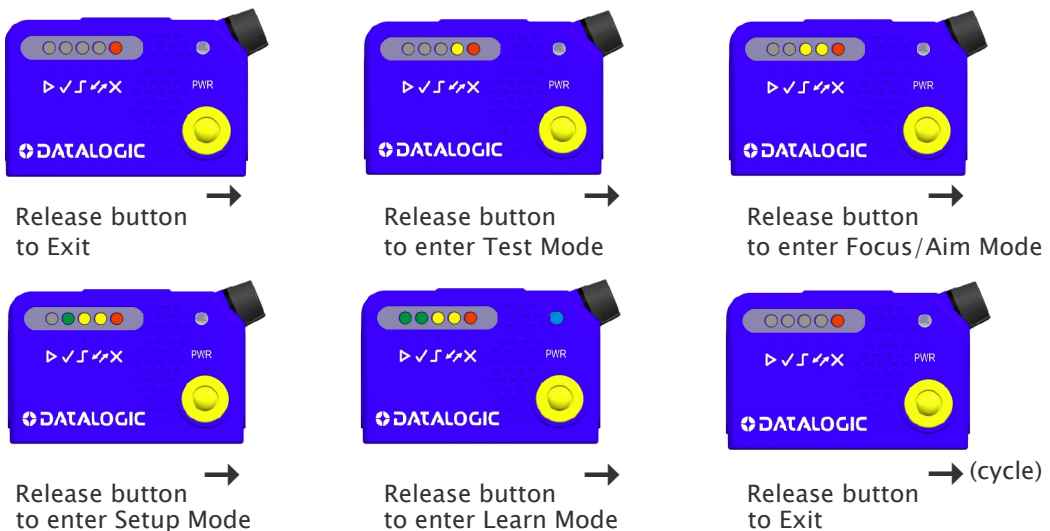 PWR
DATALOGIC
PWR
DATALOGIC
PWR
DATALOGIC
Release button
to Exit
Release button
to enter Test Mode
Release button
to enter Focus/Aim Mode
PWR
DATALOGIC
PWR
DATALOGIC
PWR
DATALOGIC
(cycle)
Release button
to enter Setup Mode
Release button
to enter Learn Mode
Release button
to Exit